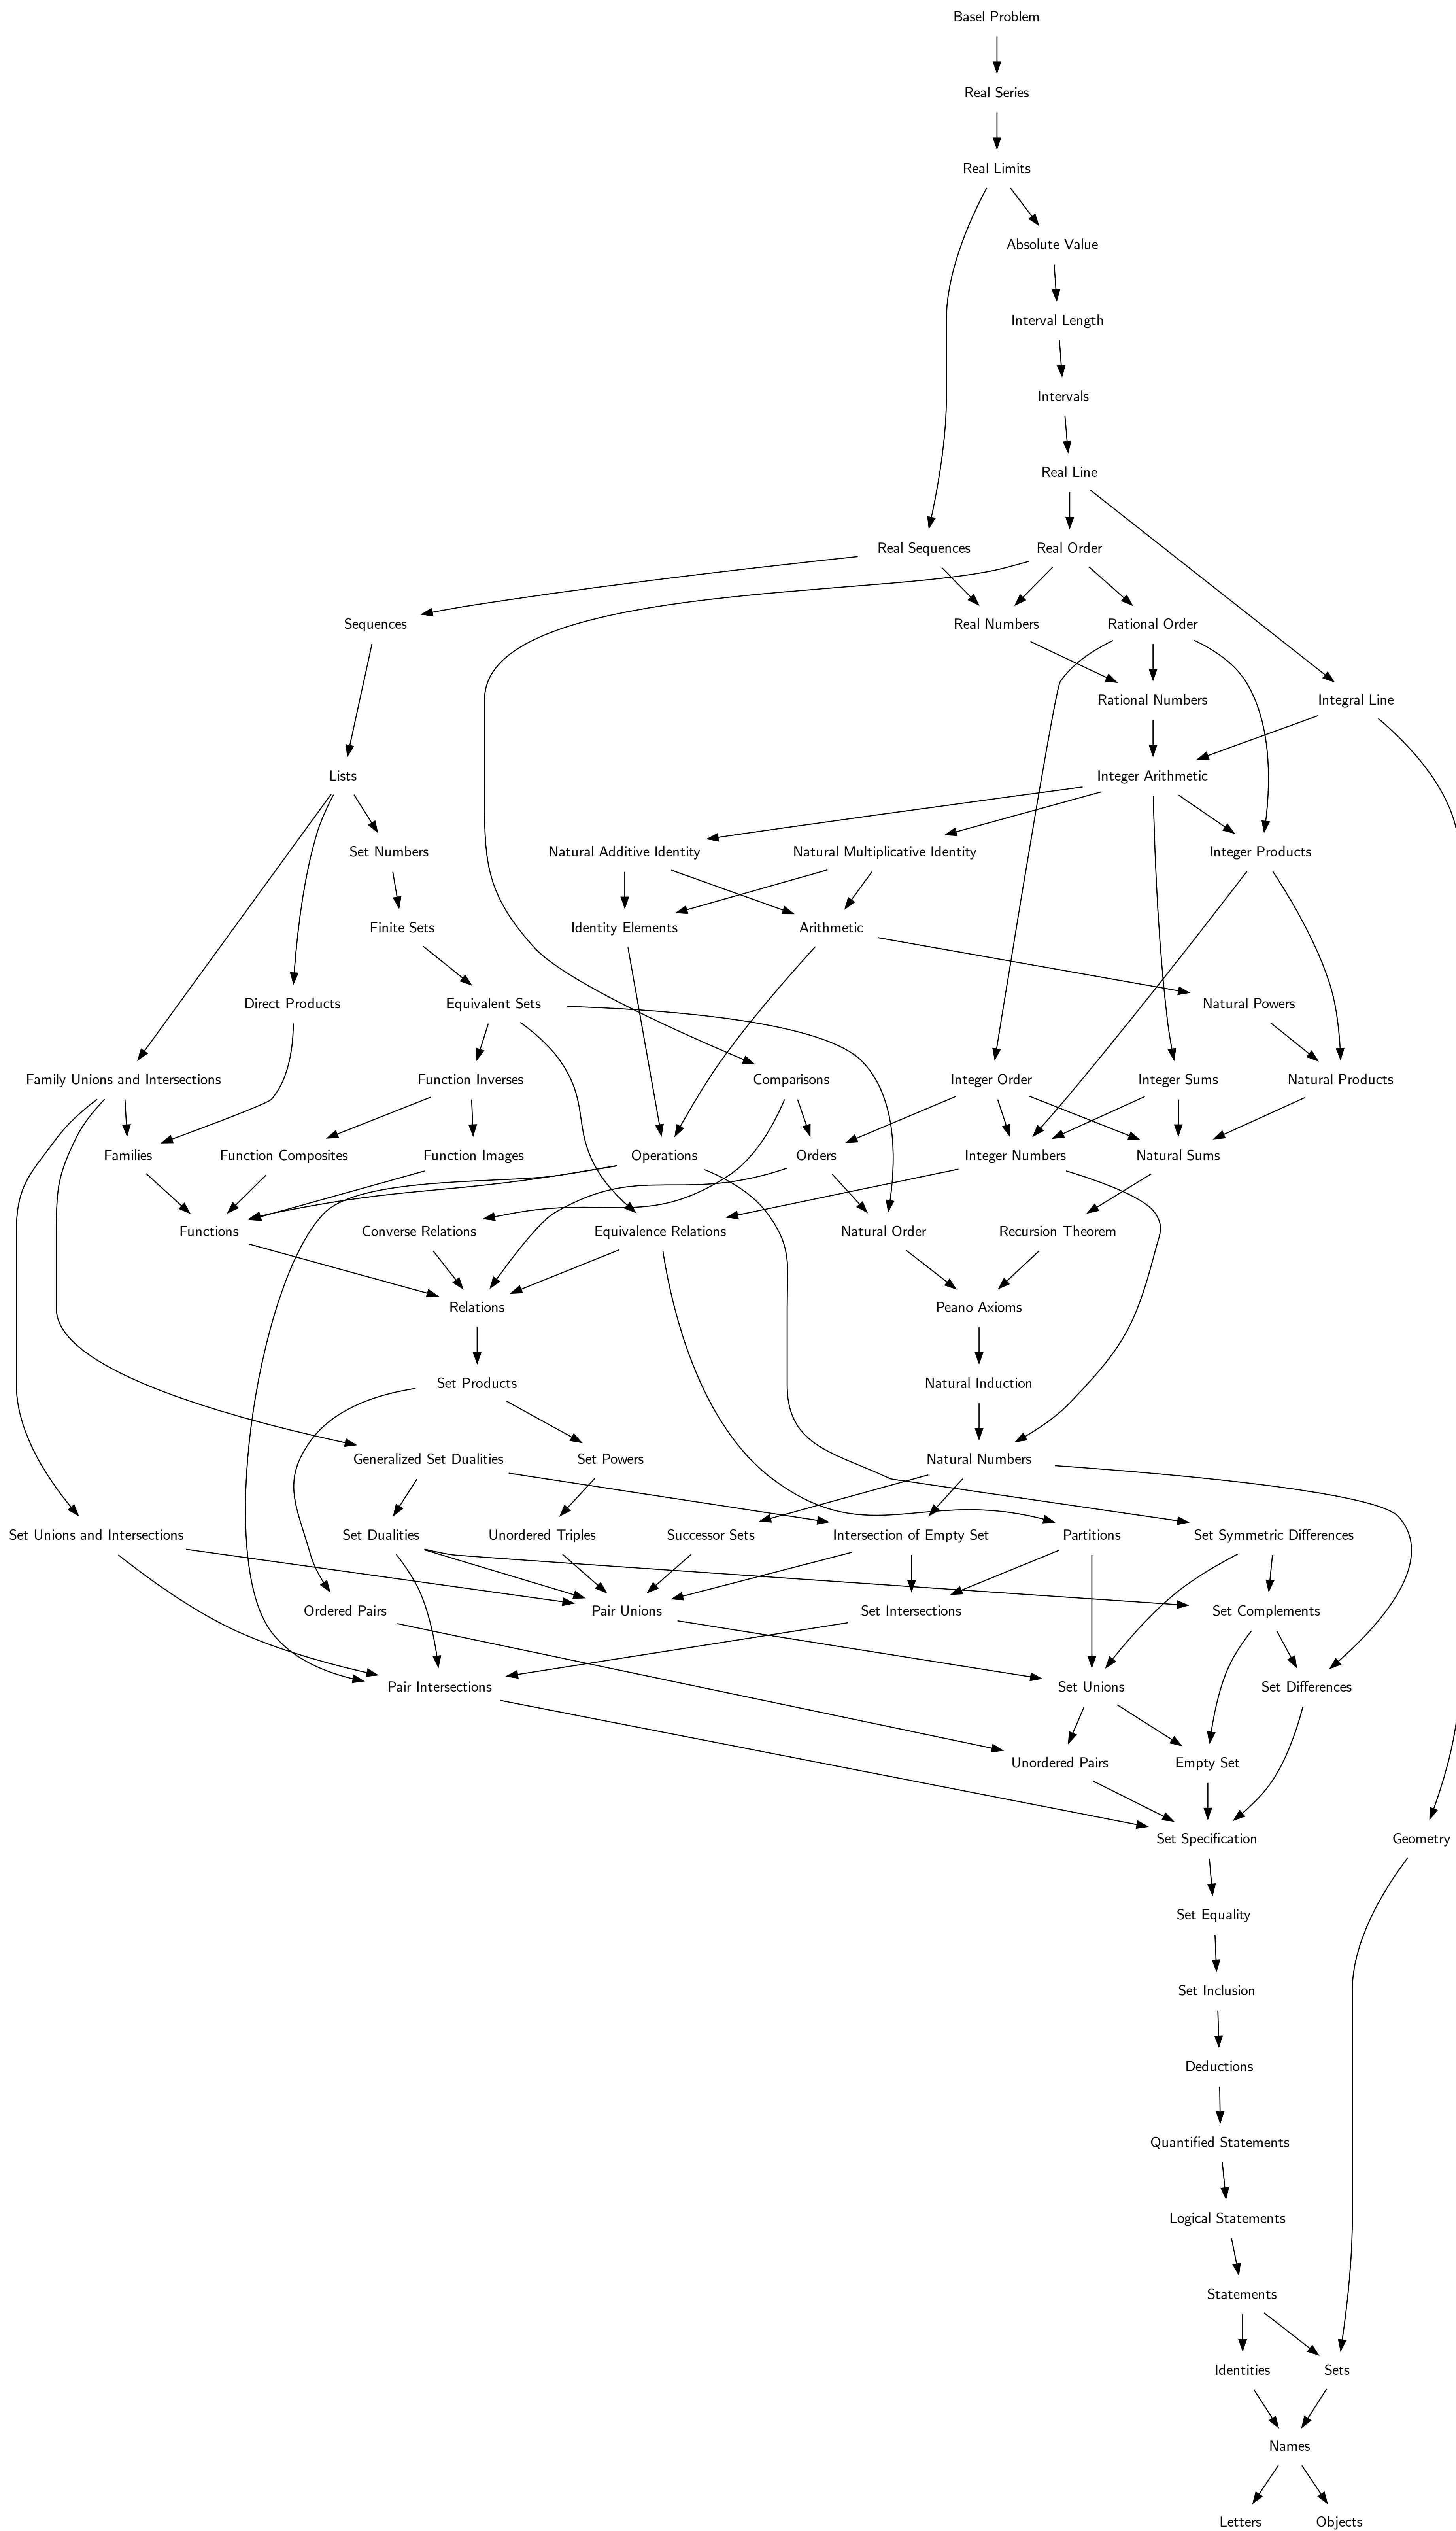 Basel Problem
Real Series
Real Limits
Absolute Value
Interval Length
Intervals
Real Line
Real Sequences
Real Order
Sequences
Real Numbers
Rational Order
Rational Numbers
Integral Line
Lists
Integer Arithmetic
Set Numbers
Natural Additive Identity
Natural Multiplicative Identity
Integer Products
Finite Sets
Identity Elements
Arithmetic
Direct Products
Equivalent Sets
Natural Powers
Family Unions and Intersections
Function Inverses
Comparisons
Integer Order
Integer Sums
Natural Products
Families
Function Composites
Function Images
Operations
Orders
Integer Numbers
Natural Sums
Functions
Converse Relations
Equivalence Relations
Natural Order
Recursion Theorem
Relations
Peano Axioms
Set Products
Natural Induction
Generalized Set Dualities
Set Powers
Natural Numbers
Set Unions and Intersections
Set Dualities
Unordered Triples
Successor Sets
Intersection of Empty Set
Partitions
Set Symmetric Differences
Ordered Pairs
Pair Unions
Set Intersections
Set Complements
Pair Intersections
Set Unions
Set Differences
Unordered Pairs
Empty Set
Set Specification
Geometry
Set Equality
Set Inclusion
Deductions
Quantified Statements
Logical Statements
Statements
Identities
Sets
Names
Letters
Objects